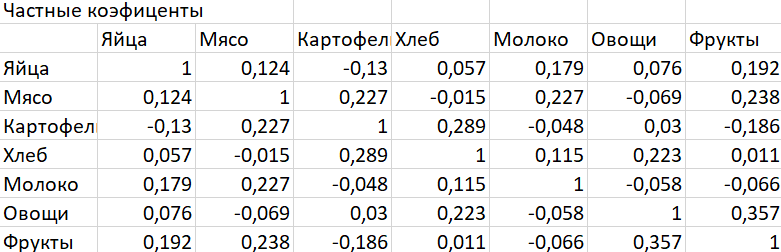 Частные коэфиценты
Яйца Мясо Картофель Хлеб Молоко Овощи Фрукты
Яйца 1 0,124 -0,13 0,057 0,179 0,076 0,192
Мясо 0,124 1 0,227 -0,015 0,227 -0,069 0,238
Картофель -0,13 0,227 1 0,289 -0,048 0,03 -0,186
Хлеб 0,057 -0,015 0,289 1 0,115 0,223 0,011
Молоко 0,179 0,227 -0,048 0,115 1 -0,058 -0,066
Овощи 0,076 -0,069 0,03 0,223 -0,058 1 0,357
Фрукты 0,192 0,238 -0,186 0,011 -0,066 0,357 1